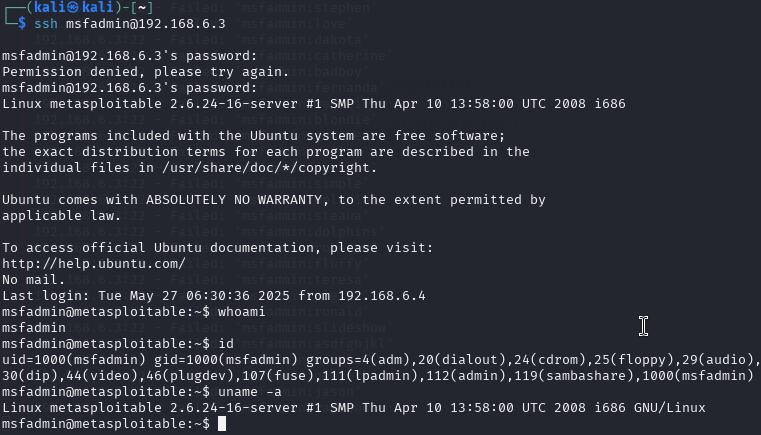 ┌──(kali㉿kali)-[~]
└─$ ssh msfadmin@192.168.6.3
msfadmin@192.168.6.3's password:
Permission denied, please try again.
msfadmin@192.168.6.3's password:
Linux metasploitable 2.6.24-16-server #1 SMP Thu Apr 10 13:58:00 UTC 2008 i686
The programs included with the Ubuntu system are free software;
the exact distribution terms for each program are described in the
individual files in /usr/share/doc/*/copyright.
Ubuntu comes with ABSOLUTELY NO WARRANTY, to the extent permitted by
applicable law.
To access official Ubuntu documentation, please visit:
http://help.ubuntu.com/
No mail.
Last login: Tue May 27 06:30:36 2025 from 192.168.6.4
msfadmin@metasploitable:~$ whoami
msfadmin
msfadmin@metasploitable:~$ id
uid=1000(msfadmin) gid=1000(msfadmin) groups=4(adm),20(dialout),24(cdrom),25(floppy),29(audio),
30(dip),44(video),46(plugdev),107(fuse),111(lpadmin),112(admin),119(sambashare),1000(msfadmin)
msfadmin@metasploitable:~$ uname -a
Linux metasploitable 2.6.24-16-server #1 SMP Thu Apr 10 13:58:00 UTC 2008 i686 GNU/Linux
msfadmin@metasploitable:~$